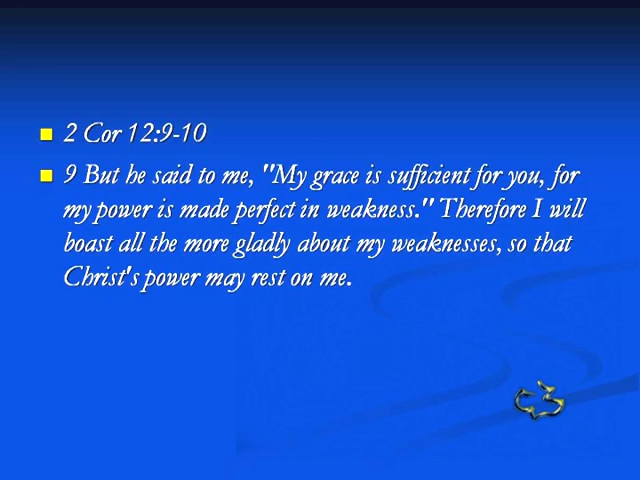 2 Cor 12:9-10
9 But he said to me, "My grace is sufficient for you, for
my power is made perfect in weakness." Therefore I will
boast all the more gladly about my weaknesses, so that
Christ's power may rest on me.